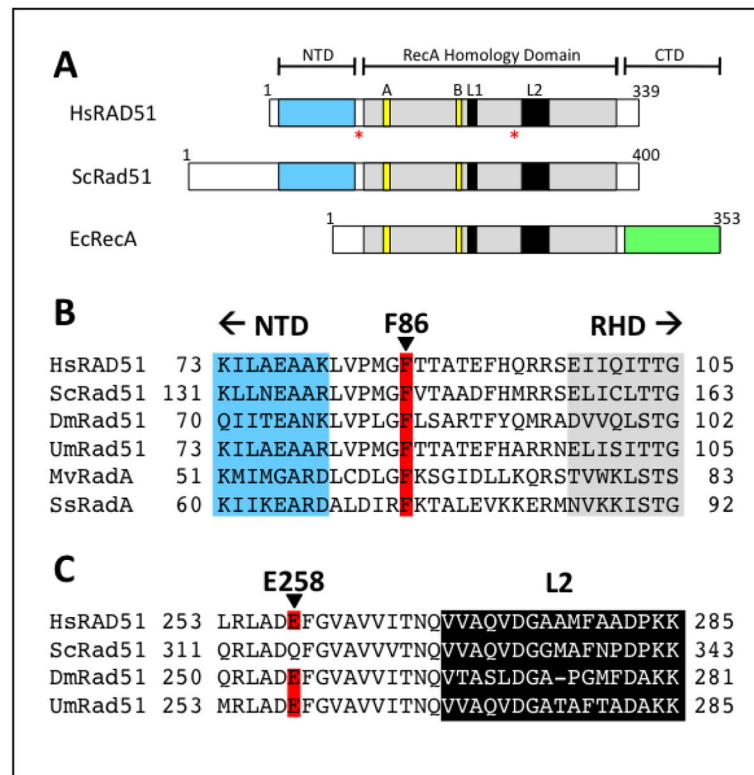 A
NTD RecA Homology Domain CTD
1 A B L1 L2 339
HsRAD51
* *
1 400
ScRad51
1 353
EcRecA
B
← NTD F86 RHD →
HsRAD51 73 KILAEAAKLVPMGFTTATEFHQRRSEIIQITTG 105
ScRad51 131 KLLNEAARLVPMGFVTAADFHMRRSELICLTTG 163
DmRad51 70 QIITEANKLVPLGFLSARTFYQMRADVVQLSTG 102
UmRad51 73 KILAEAARLVPMGFTTATEFHARRNELISITTG 105
MvRadA 51 KMIMGARDLCDLGFKSGIDLLKQRSTVWKLSTS 83
SsRadA 60 KIIKEARDALDIRFKTALEVKKERMNVKKISTG 92
C
E258 L2
HsRAD51 253 LRLADEFGVAVVITNQVVAQVDGAAMFAADPKK 285
ScRad51 311 QRLADQFGVAVVVTNQVVAQVDGGMAFNPDPKK 343
DmRad51 250 QRLADEFGVAVVITNQVTASLDGA-PGMFDAKK 281
UmRad51 253 MRLADEFGVAVVITNQVVAQVDGATAFTADAKK 285